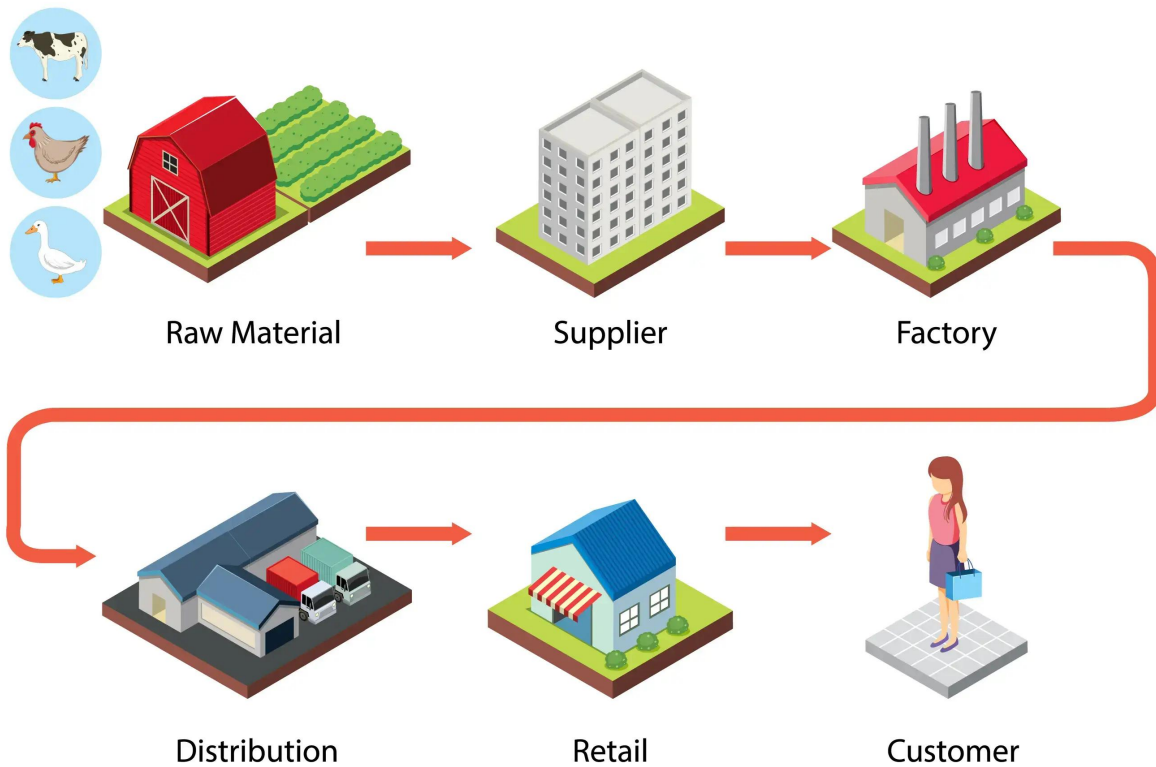 Raw Material
Supplier
Factory
Distribution
Retail
Customer